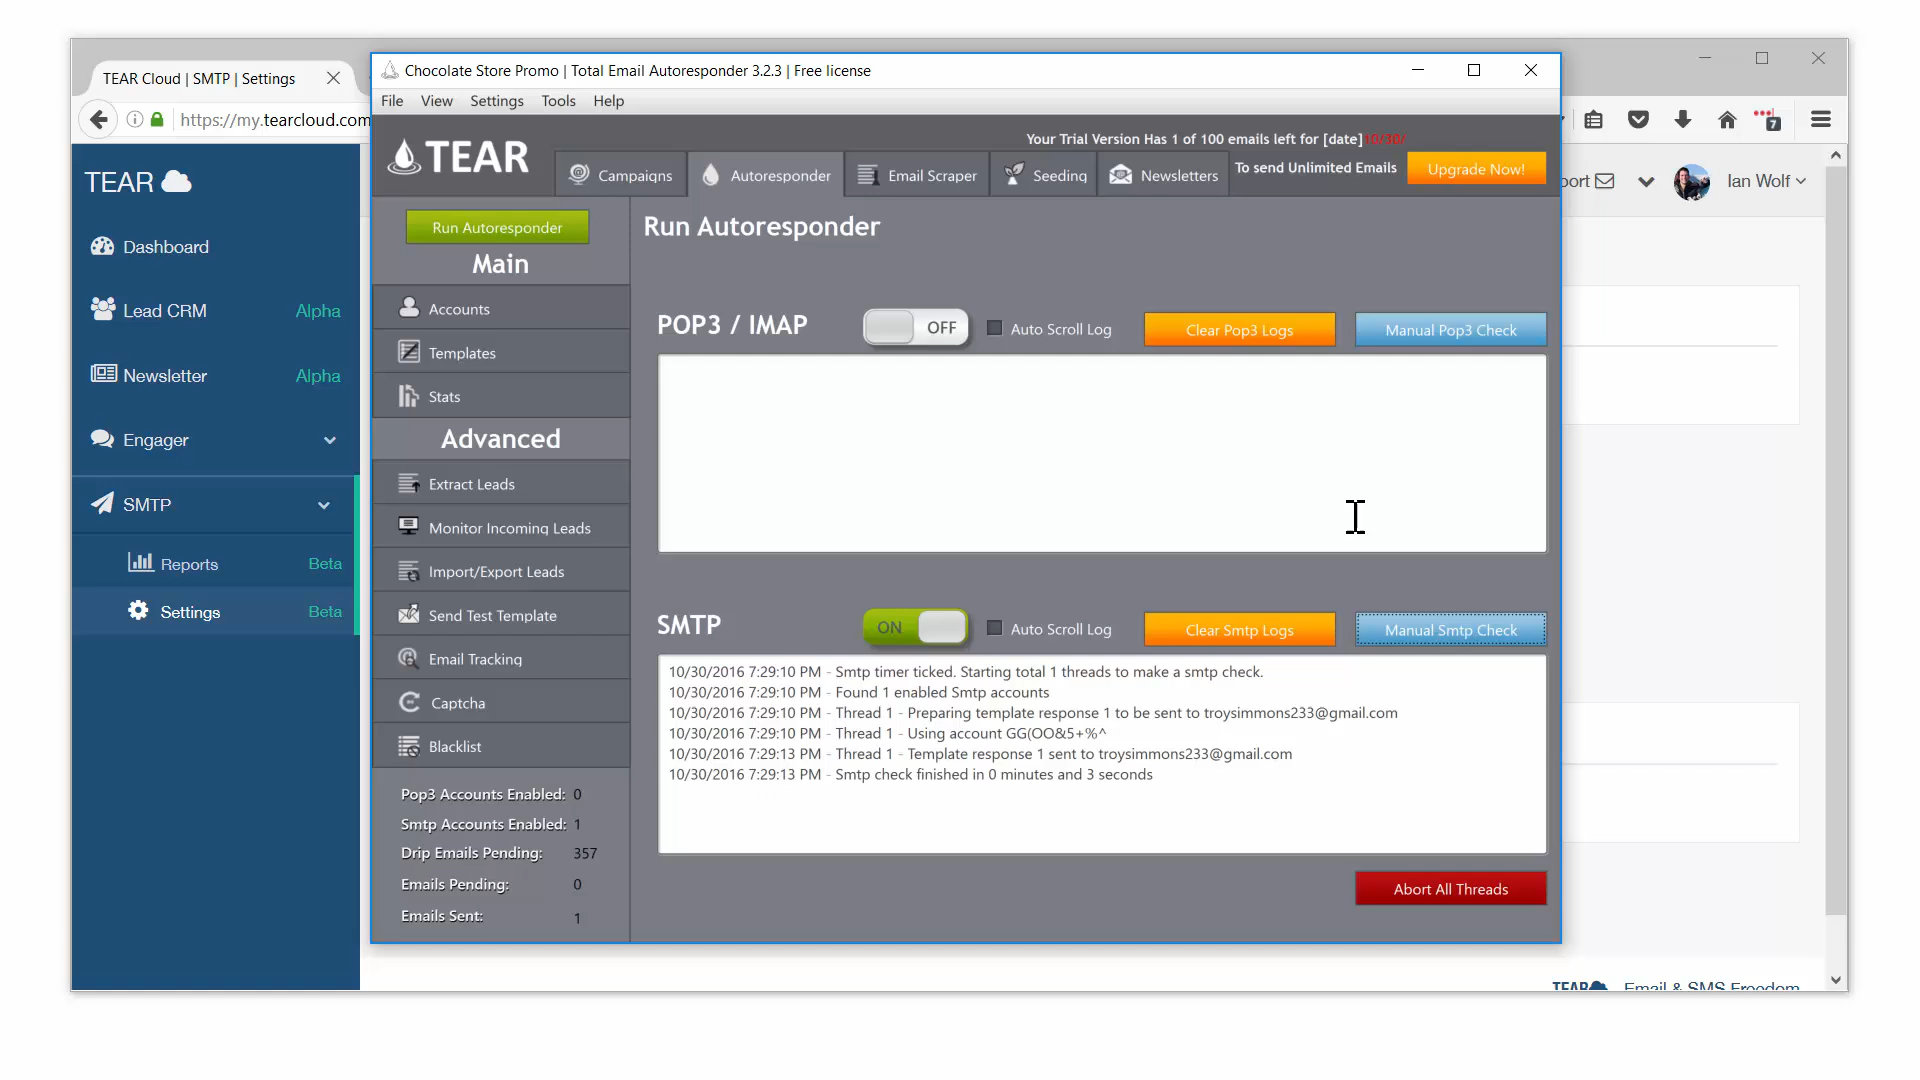 TEAR Cloud | SMTP | Settings
https://my.tearcloud.com
7
TEAR
port
Ian Wolf
Dashboard
Lead CRM Alpha
Newsletter Alpha
Engager
SMTP
Reports Beta
Settings Beta
Chocolate Store Promo | Total Email Autoresponder 3.2.3 | Free license
File View Settings Tools Help
TEAR
Your Trial Version Has 1 of 100 emails left for [date]10/30/
Campaigns Autoresponder Email Scraper Seeding Newsletters
To send Unlimited Emails Upgrade Now!
Run Autoresponder
Main
Accounts
Templates
Stats
Advanced
Extract Leads
Monitor Incoming Leads
Import/Export Leads
Send Test Template
Email Tracking
Captcha
Blacklist
Pop3 Accounts Enabled: 0
Smtp Accounts Enabled: 1
Drip Emails Pending: 357
Emails Pending: 0
Emails Sent: 1
Run Autoresponder
POP3 / IMAP OFF Auto Scroll Log Clear Pop3 Logs Manual Pop3 Check
SMTP ON Auto Scroll Log Clear Smtp Logs Manual Smtp Check
10/30/2016 7:29:10 PM - Smtp timer ticked. Starting total 1 threads to make a smtp check.
10/30/2016 7:29:10 PM - Found 1 enabled Smtp accounts
10/30/2016 7:29:10 PM - Thread 1 - Preparing template response 1 to be sent to troysimmons233@gmail.com
10/30/2016 7:29:10 PM - Thread 1 - Using account GG(OO&5+%^
10/30/2016 7:29:13 PM - Thread 1 - Template response 1 sent to troysimmons233@gmail.com
10/30/2016 7:29:13 PM - Smtp check finished in 0 minutes and 3 seconds
Abort All Threads
TEAR Email & SMS Freedom